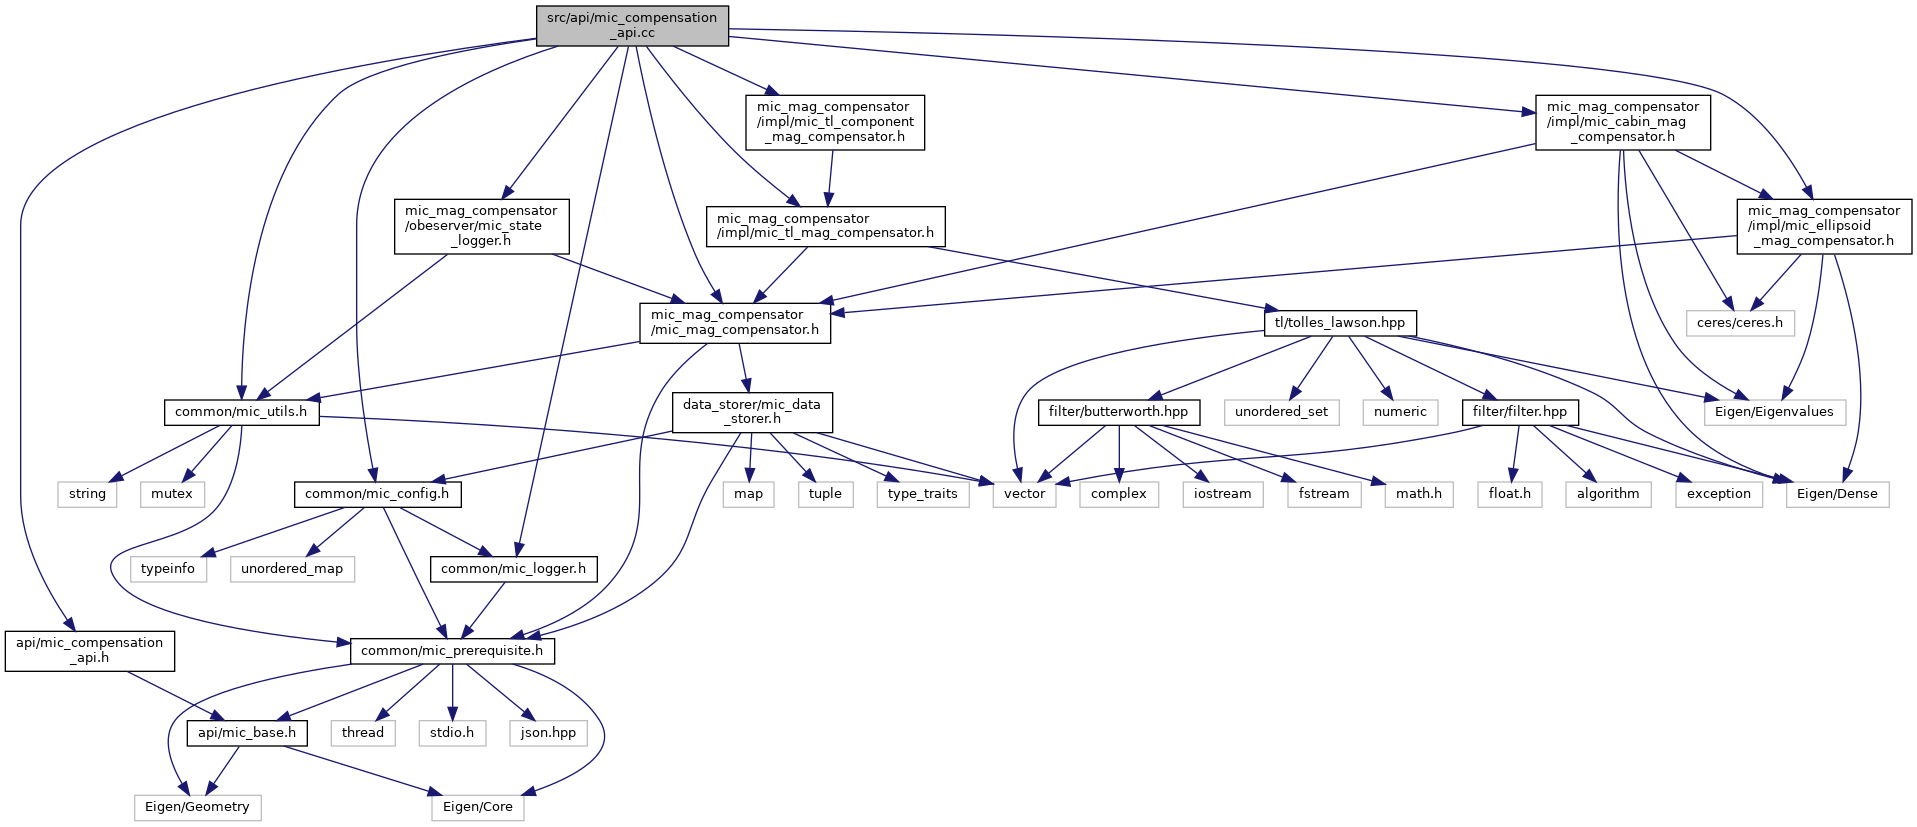 src/api/mic_compensation
_api.cc
mic_mag_compensator
/impl/mic_tl_component
_mag_compensator.h
mic_mag_compensator
/impl/mic_cabin_mag
_compensator.h
mic_mag_compensator
/obeserver/mic_state
_logger.h
mic_mag_compensator
/impl/mic_tl_mag_compensator.h
mic_mag_compensator
/impl/mic_ellipsoid
_mag_compensator.h
mic_mag_compensator
/mic_mag_compensator.h
tl/tolles_lawson.hpp
ceres/ceres.h
common/mic_utils.h
data_storer/mic_data
_storer.h
filter/butterworth.hpp
unordered_set
numeric
filter/filter.hpp
Eigen/Eigenvalues
string
mutex
common/mic_config.h
map
tuple
type_traits
vector
complex
iostream
fstream
math.h
float.h
algorithm
exception
Eigen/Dense
typeinfo
unordered_map
common/mic_logger.h
api/mic_compensation
_api.h
common/mic_prerequisite.h
api/mic_base.h
thread
stdio.h
json.hpp
Eigen/Geometry
Eigen/Core